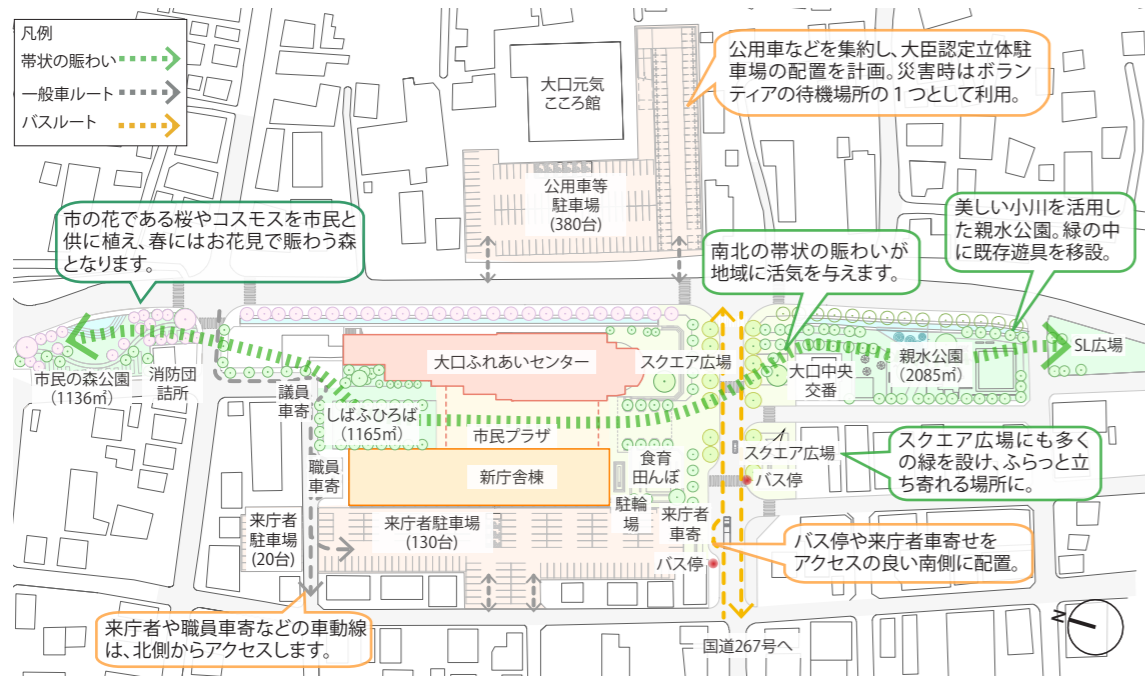 凡例
帯状の賑わい
一般車ルート
バスルート
大口元気
こころ館
公用車などを集約し、大臣認定立体駐
車場の配置を計画。災害時はボラン
ティアの待機場所の1つとして利用。
公用車等
駐車場
(380台)
市の花である桜やコスモスを市民と
供に植え、春にはお花見で賑わう森
となります。
南北の帯状の賑わいが
地域に活気を与えます。
美しい小川を活用し
た親水公園。緑の中
に既存遊具を移設。
市民の森公園
(1136㎡)
消防団
詰所
議員
車寄
大口ふれあいセンター
スクエア広場
大口中央
交番
親水公園
(2085㎡)
SL広場
しばふひろば
(1165㎡)
市民プラザ
職員
車寄
新庁舎棟
食育
田んぼ
スクエア広場
バス停
スクエア広場にも多く
の緑を設け、ふらっと立
ち寄れる場所に。
来庁者
駐車場
(20台)
来庁者駐車場
(130台)
駐輪
場
来庁者
車寄
バス停
バス停や来庁者車寄せを
アクセスの良い南側に配置。
来庁者や職員車寄などの車動線
は、北側からアクセスします。
国道267号へ
N